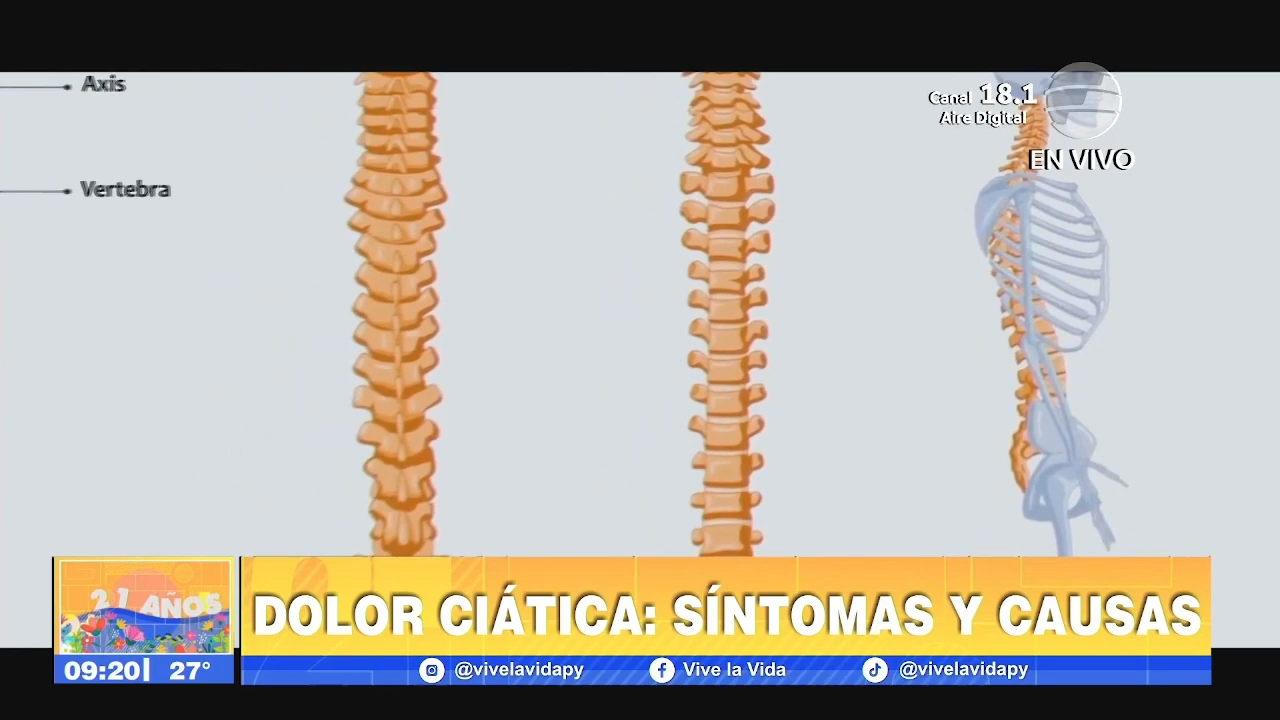 Axis
Canal 18.1
Aire Digital
EN VIVO
Vertebra
21 AÑOS
DOLOR CIÁTICA: SÍNTOMAS Y CAUSAS
09:20 27°
@vivelavidapy
Vive la Vida
@vivelavidapy